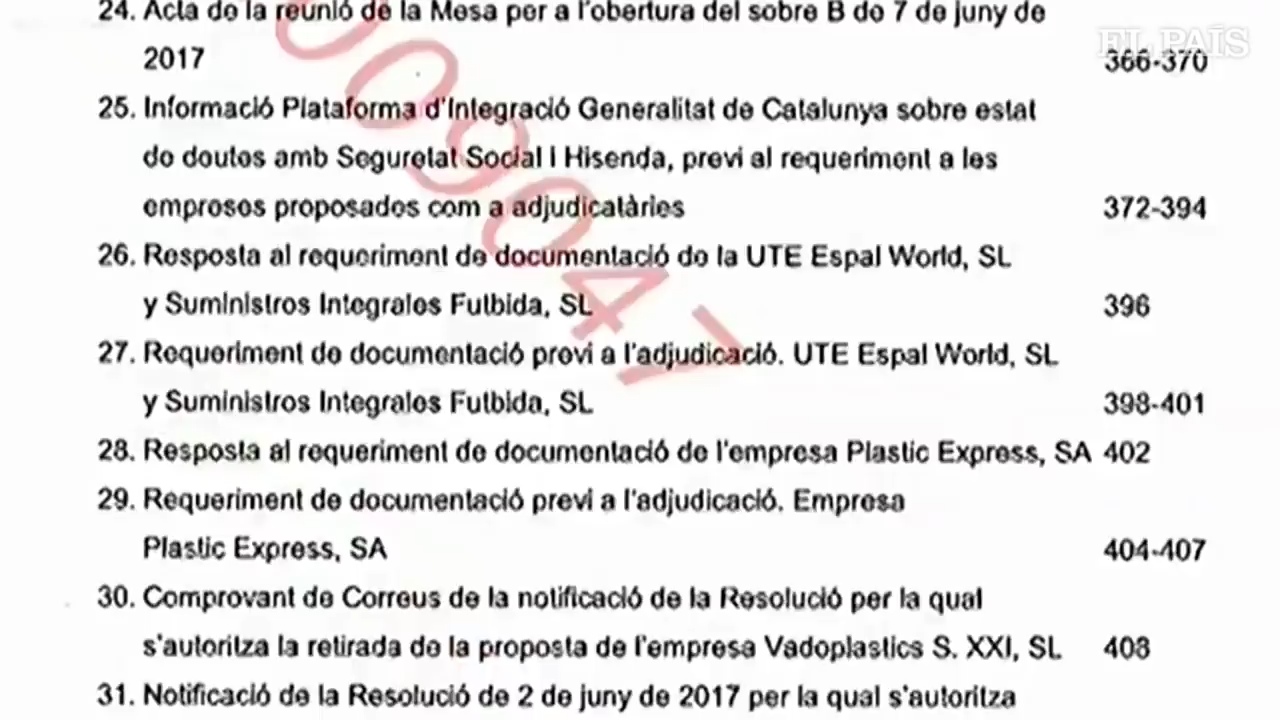 24. Acta de la reunió de la Mesa per a l'obertura del sobre B de 7 de juny de
2017 366-370
EL PAÍS
25. Informació Plataforma d'Integració Generalitat de Catalunya sobre estat
de deutes amb Seguretat Social i Hisenda, previ al requeriment a les
empreses proposades com a adjudicatàries 372-394
26. Resposta al requeriment de documentació de la UTE Espal World, SL
y Suministros Integrales Futbida, SL 396
27. Requeriment de documentació previ a l'adjudicació. UTE Espal World, SL
y Suministros Integrales Futbida, SL 398-401
28. Resposta al requeriment de documentació de l'empresa Plastic Express, SA 402
29. Requeriment de documentació previ a l'adjudicació. Empresa
Plastic Express, SA 404-407
30. Comprovant de Correus de la notificació de la Resolució per la qual
s'autoritza la retirada de la proposta de l'empresa Vadoplastics S. XXI, SL 408
31. Notificació de la Resolució de 2 de juny de 2017 per la qual s'autoritza